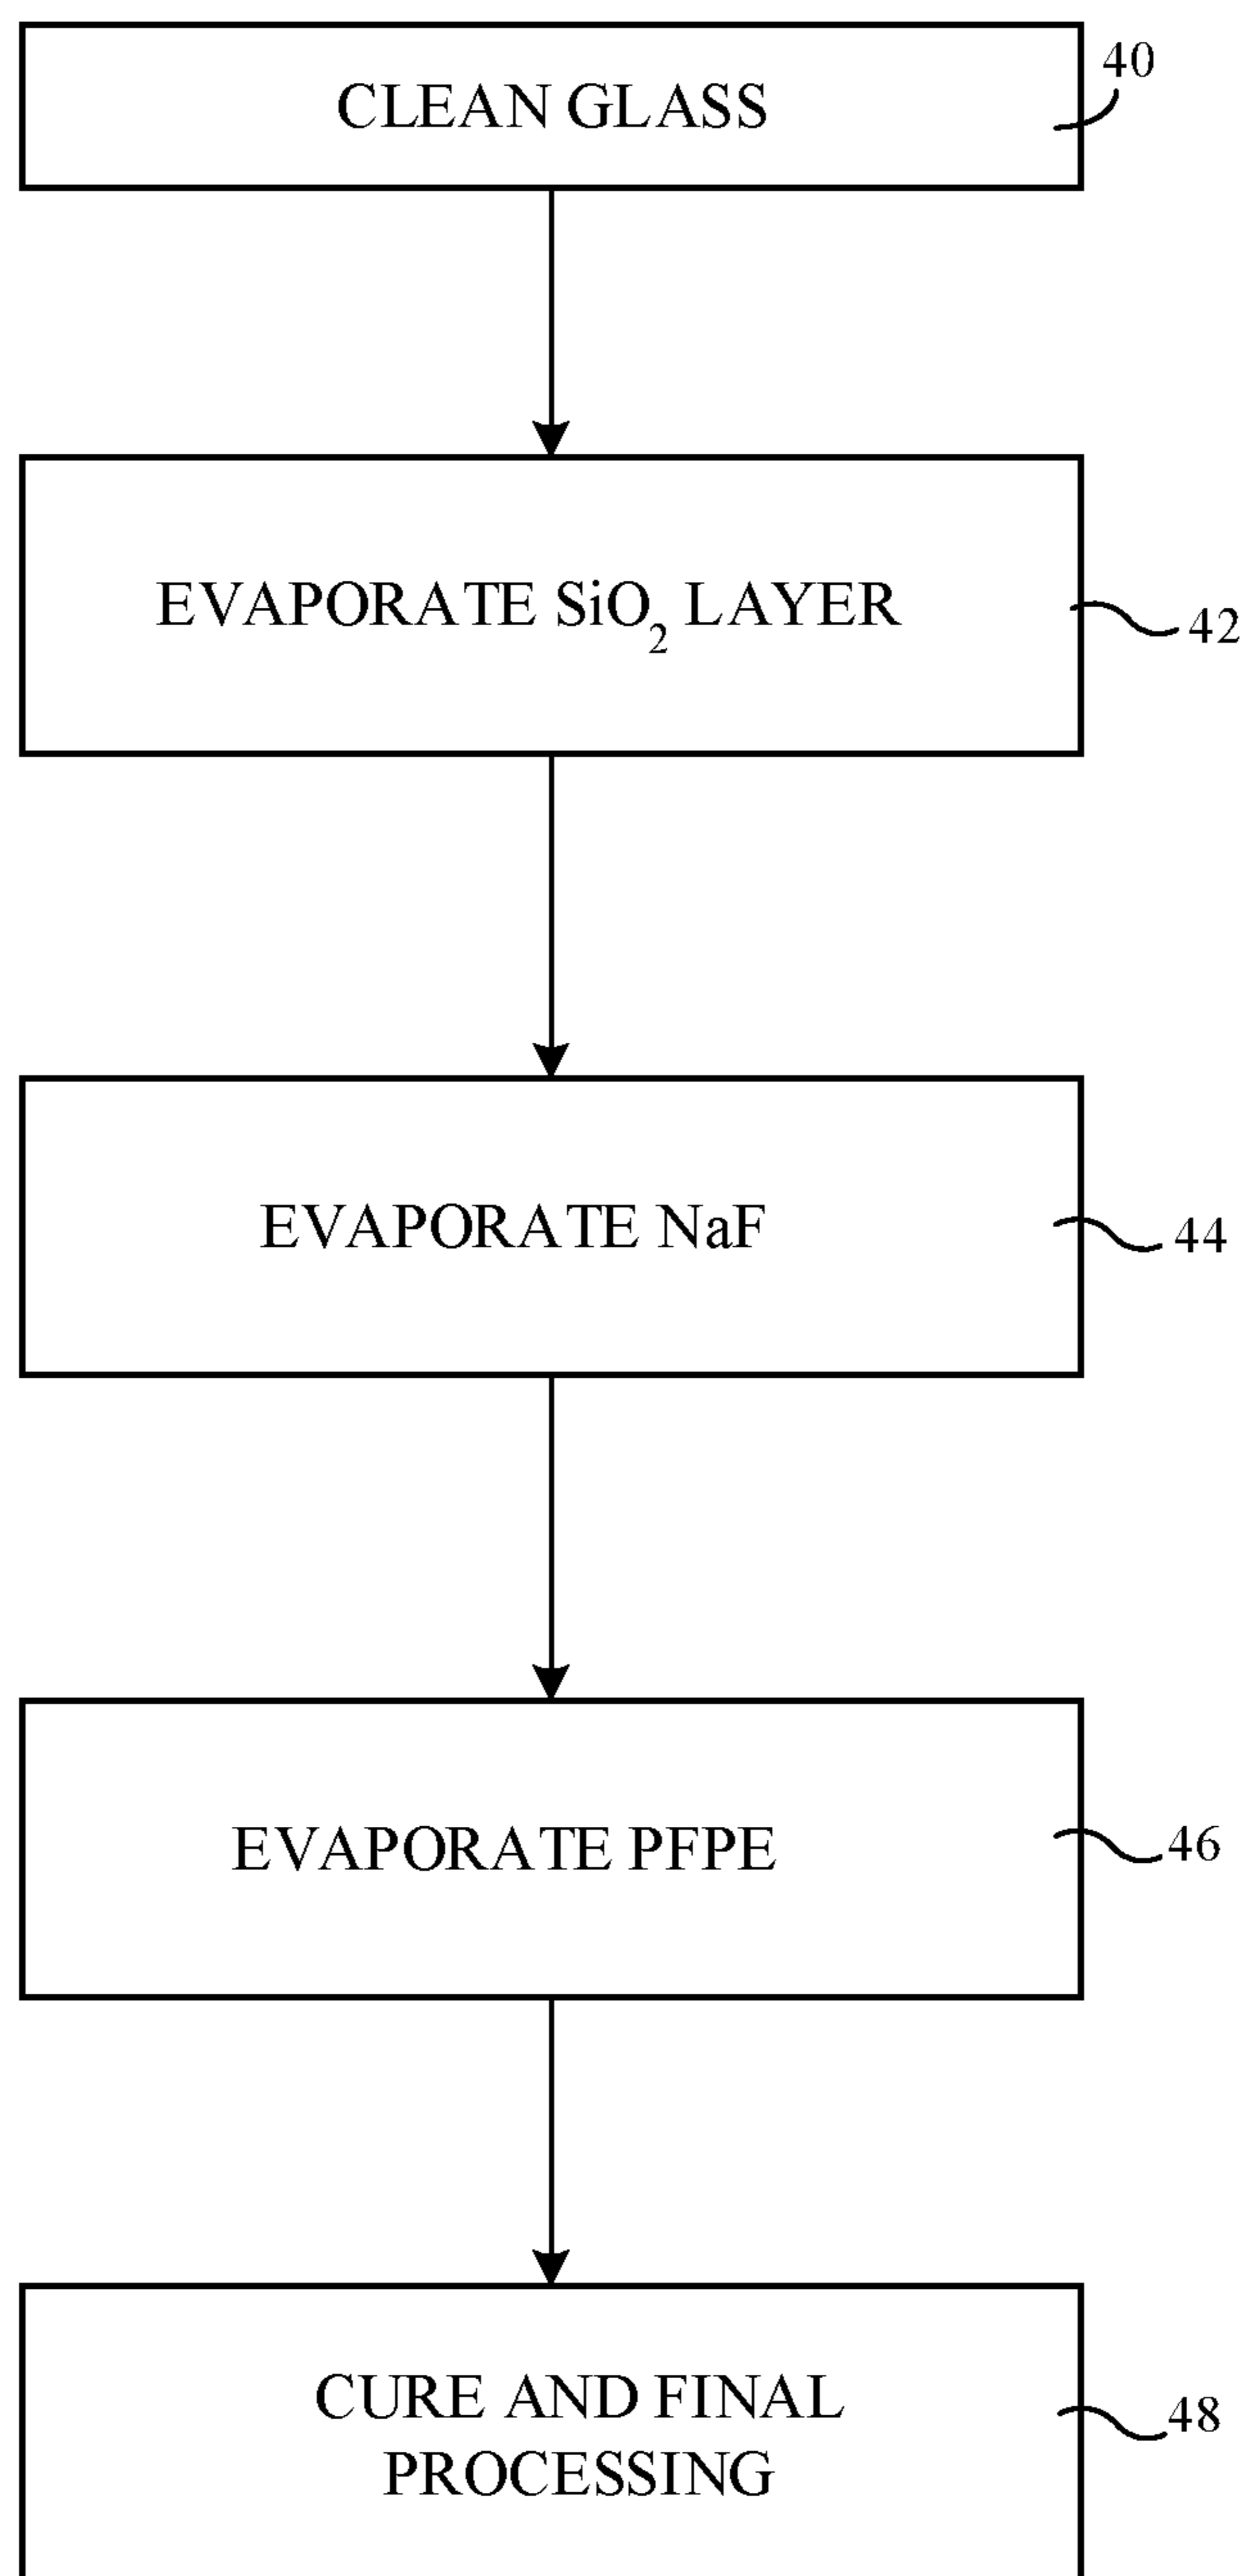 CLEAN GLASS
40
EVAPORATE SiO₂ LAYER
42
EVAPORATE NaF
44
EVAPORATE PFPE
46
CURE AND FINAL
PROCESSING
48